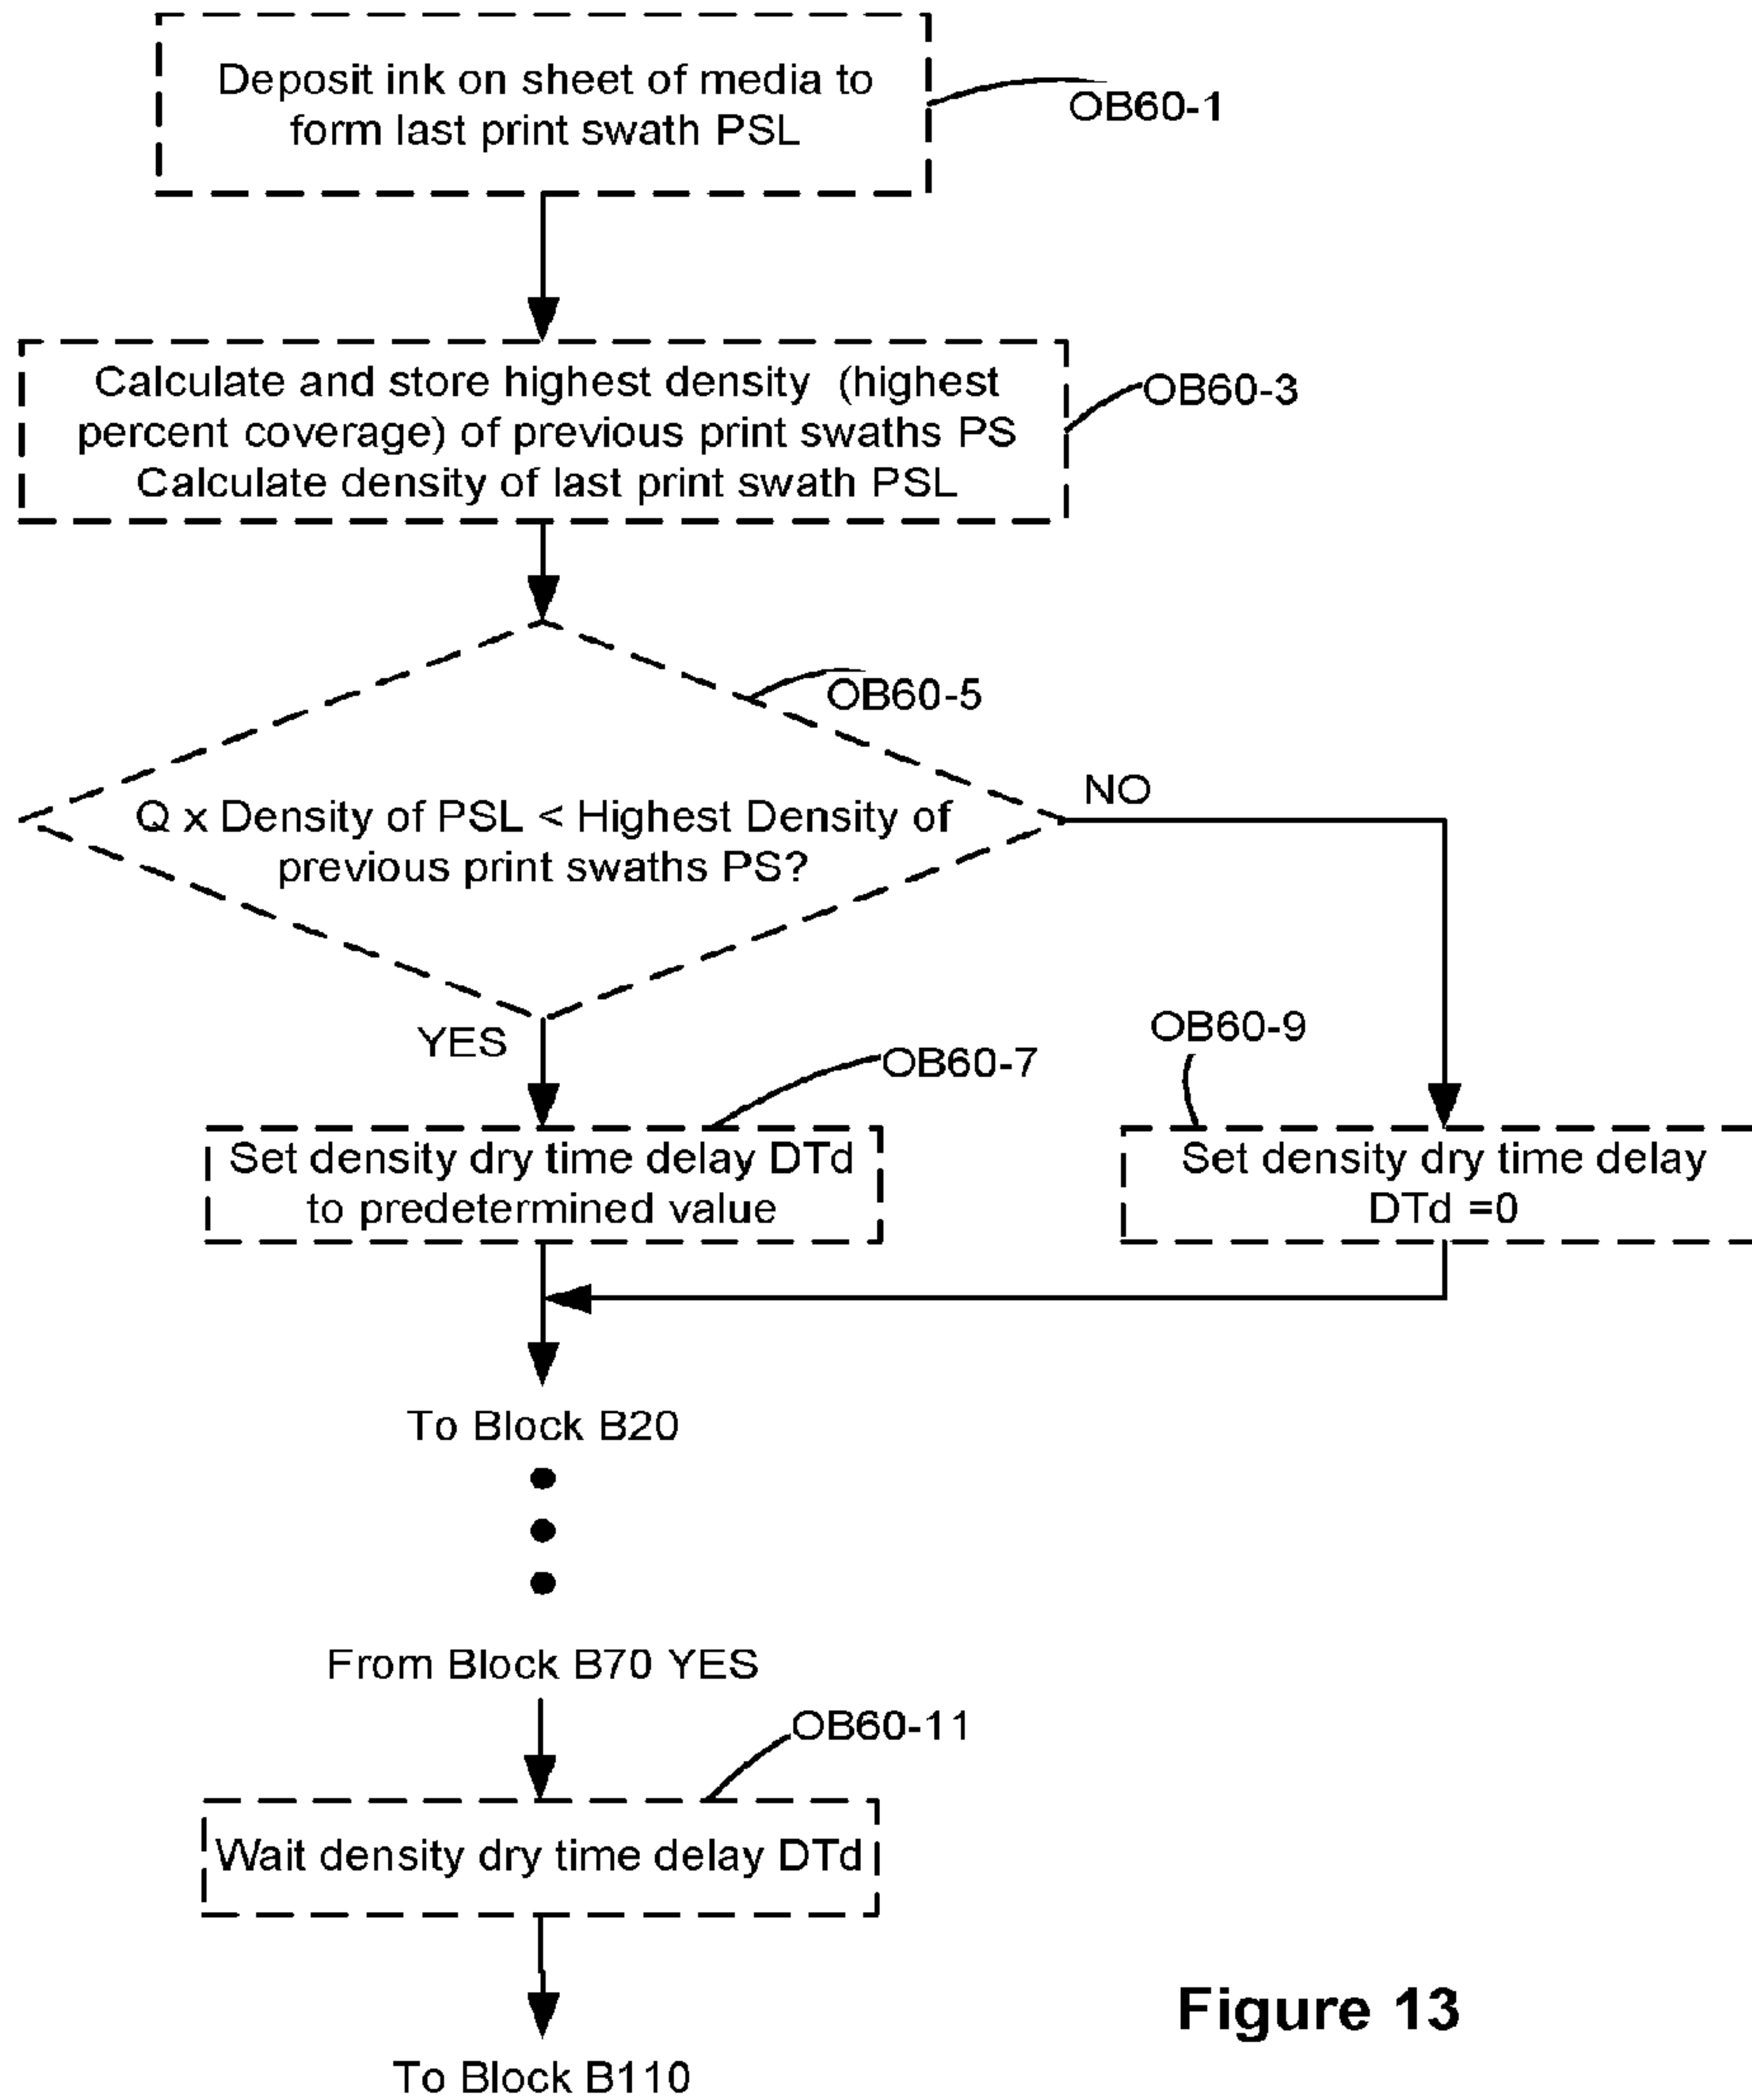 Deposit ink on sheet of media to
form last print swath PSL
OB60-1
Calculate and store highest density (highest
percent coverage) of previous print swaths PS
Calculate density of last print swath PSL
OB60-3
OB60-5
Q x Density of PSL < Highest Density of
previous print swaths PS?
NO
YES
OB60-7
OB60-9
Set density dry time delay DTd
to predetermined value
Set density dry time delay
DTd =0
To Block B20
From Block B70 YES
OB60-11
Wait density dry time delay DTd
To Block B110
Figure 13